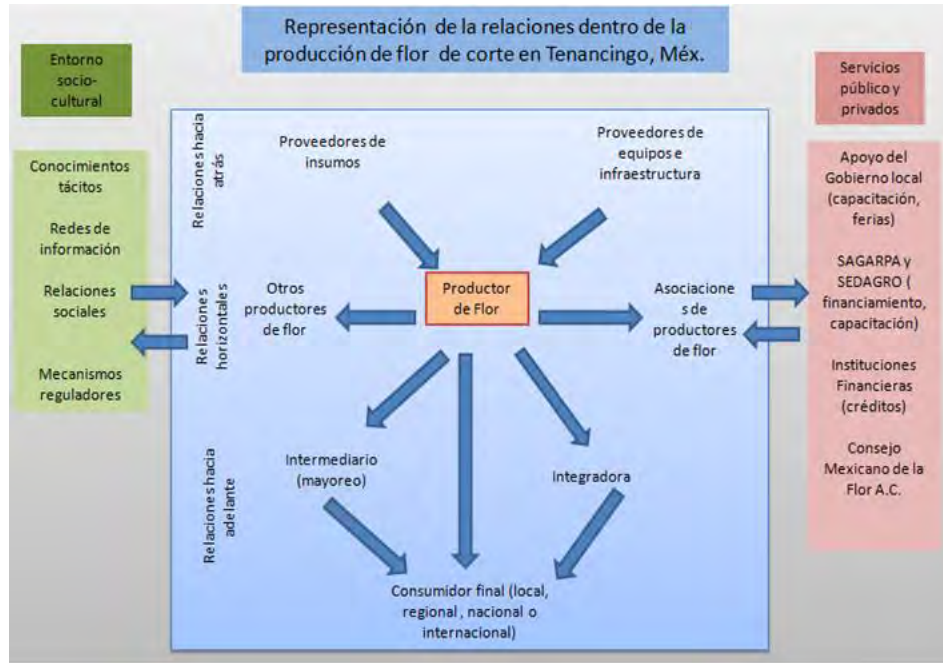 Representación de la relaciones dentro de la
producción de flor de corte en Tenancingo, Méx.
Entorno
socio-
cultural
Conocimientos
tácitos
Redes de
información
Relaciones
sociales
Mecanismos
reguladores
Relaciones hacia
atrás
Proveedores de
insumos
Proveedores de
equipos e
infraestructura
Relaciones
horizontales
Otros
productores
de flor
Productor
de Flor
Asociacione
s de
productores
de flor
Relaciones hacia
adelante
Intermediario
(mayoreo)
Integradora
Consumidor final (local,
regional, nacional o
internacional)
Servicios
público y
privados
Apoyo del
Gobierno local
(capacitación,
ferias)
SAGARPA y
SEDAGRO (
financiamiento,
capacitación)
Instituciones
Financieras
(créditos)
Consejo
Mexicano de la
Flor A.C.